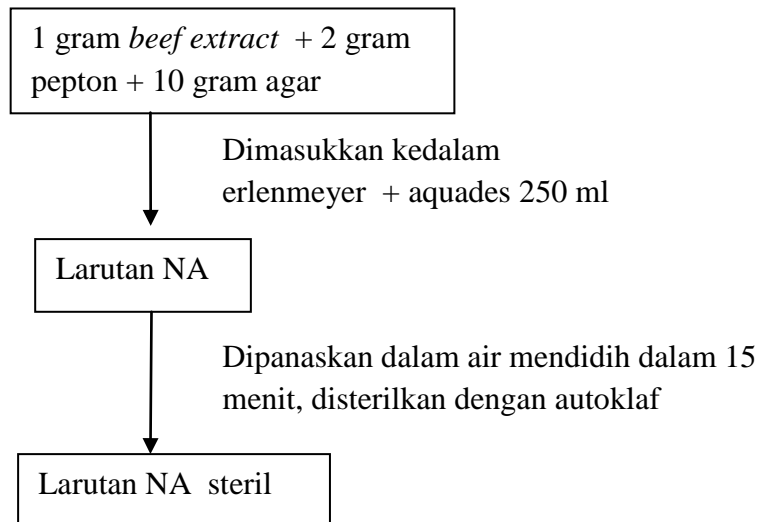 1 gram beef extract + 2 gram
pepton + 10 gram agar
Dimasukkan kedalam
erlenmeyer + aquades 250 ml
Larutan NA
Dipanaskan dalam air mendidih dalam 15
menit, disterilkan dengan autoklaf
Larutan NA steril